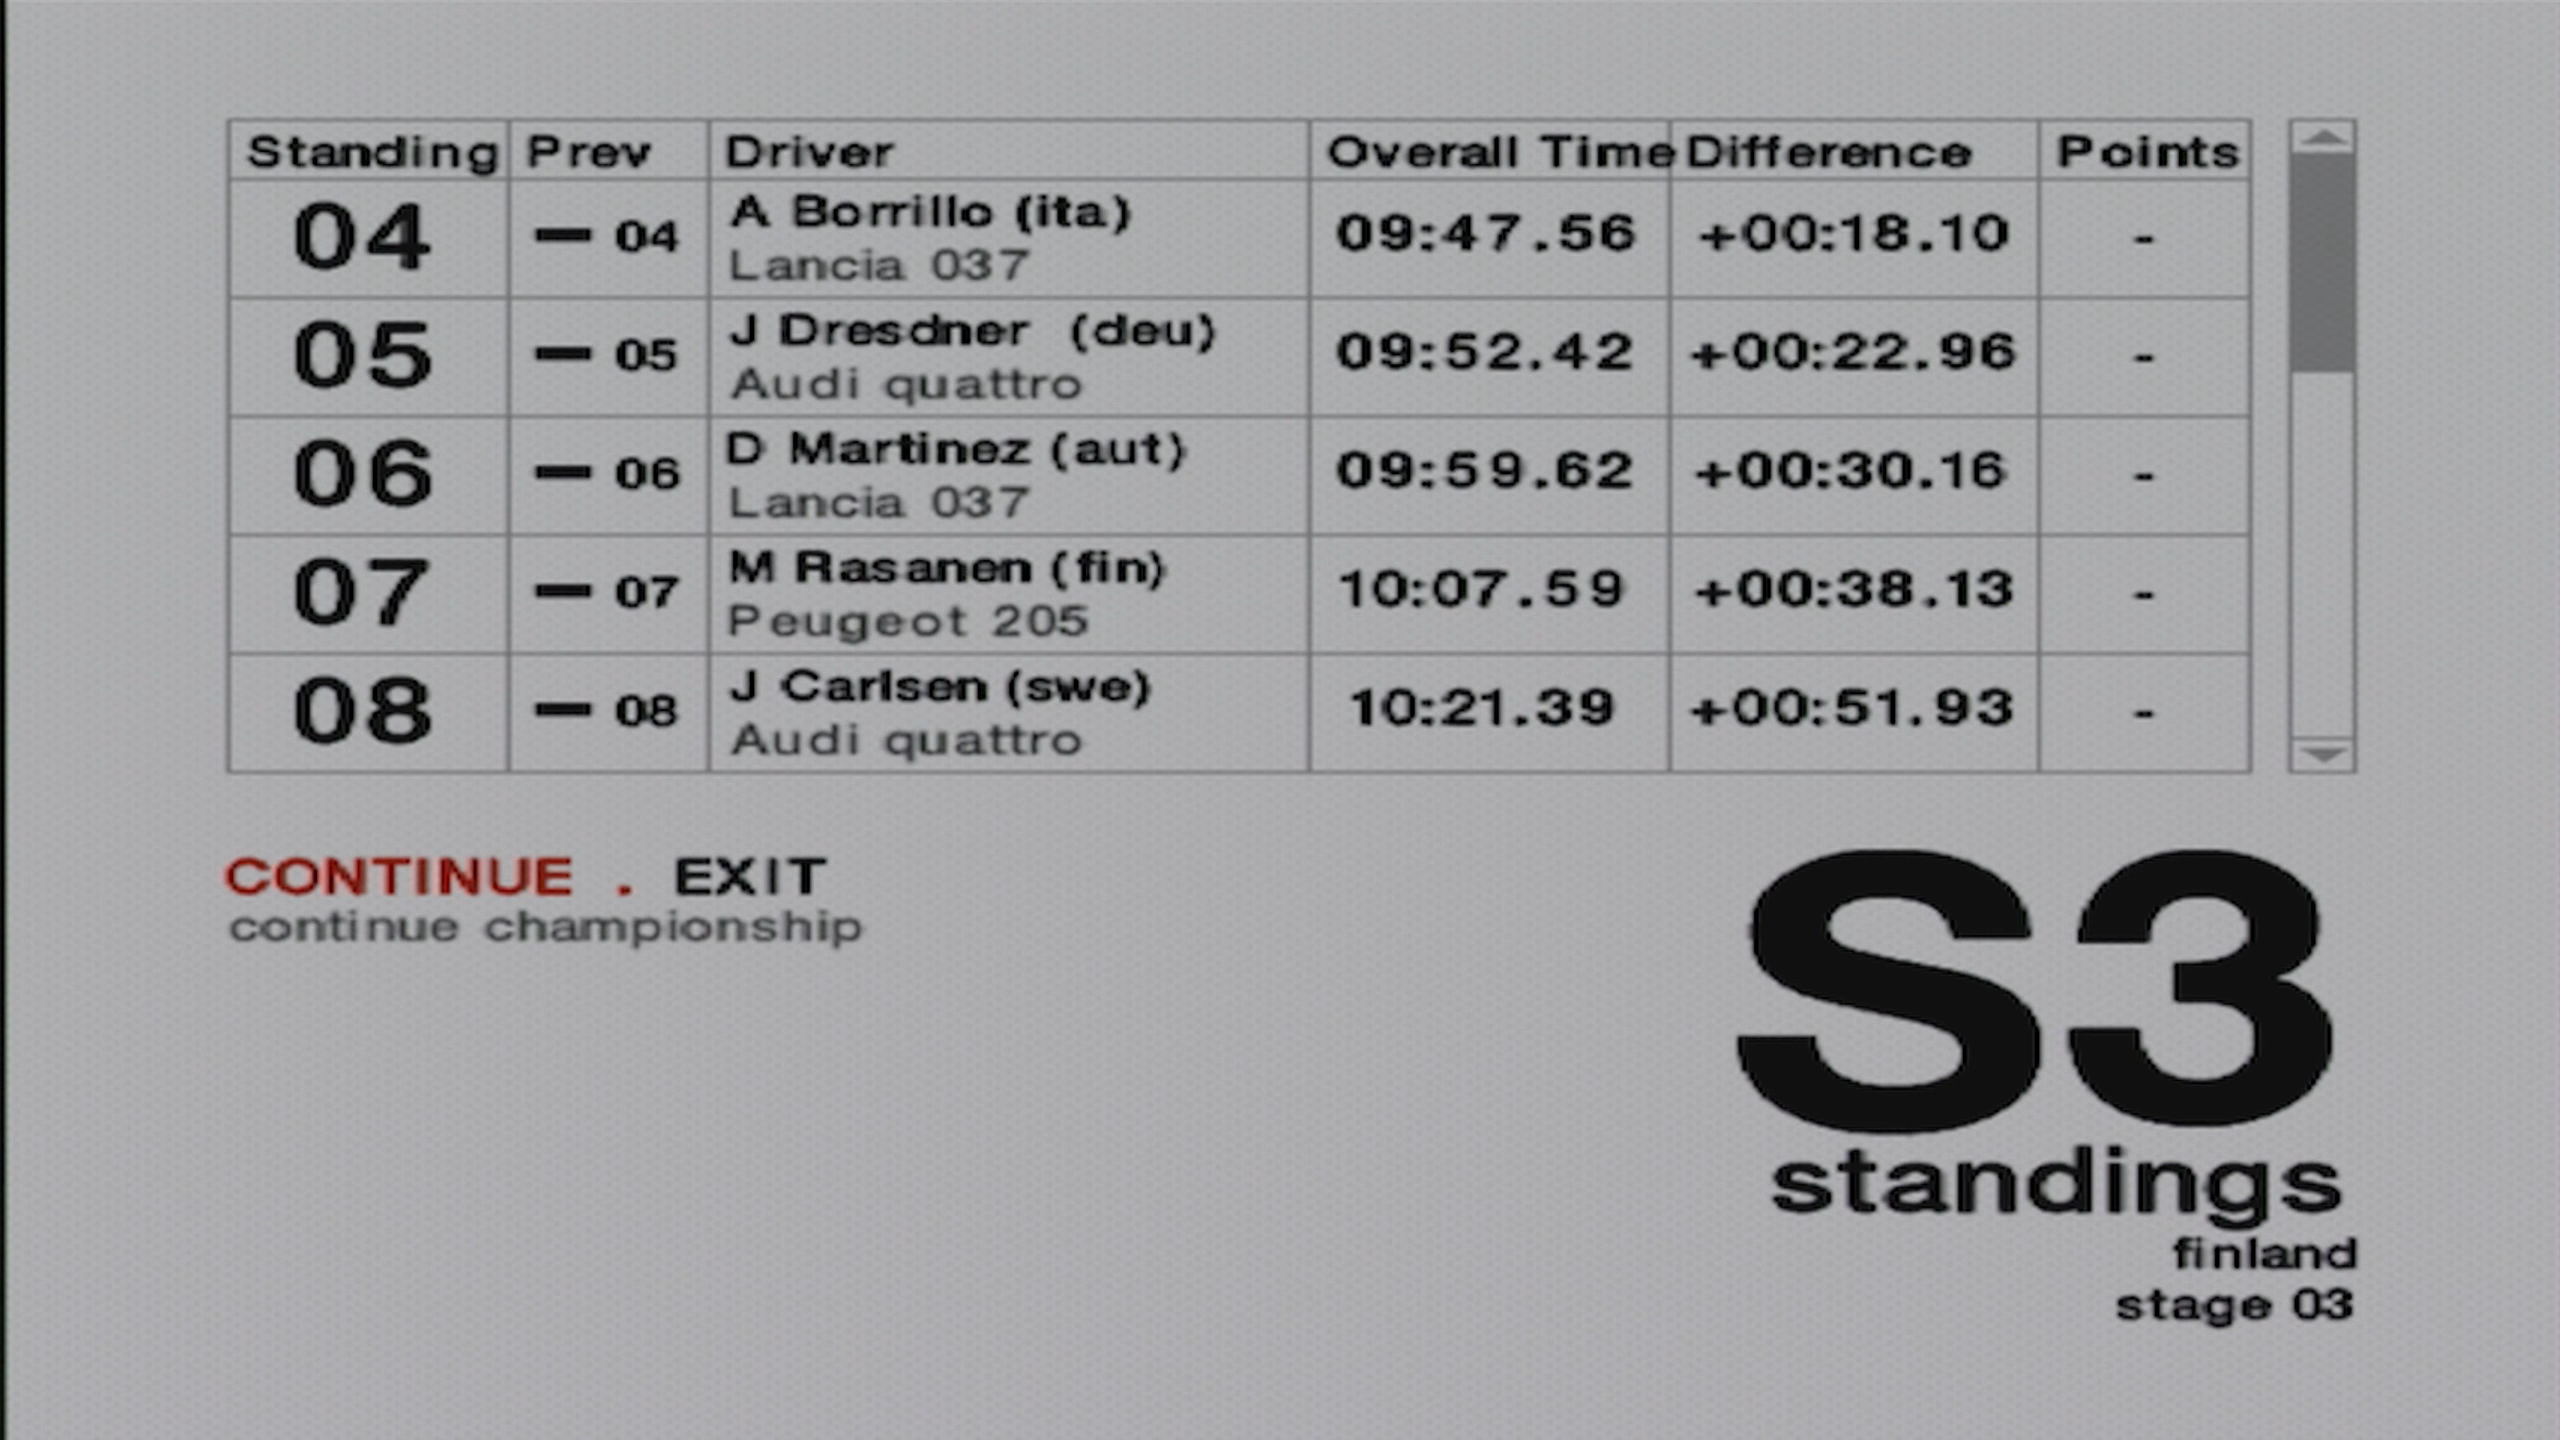 Standing Prev Driver Overall Time Difference Points
04 – 04 A Borrillo (ita) 09:47.56 +00:18.10 -
Lancia 037
05 – 05 J Dresdner (deu) 09:52.42 +00:22.96 -
Audi quattro
06 – 06 D Martinez (aut) 09:59.62 +00:30.16 -
Lancia 037
07 – 07 M Rasanen (fin) 10:07.59 +00:38.13 -
Peugeot 205
08 – 08 J Carlsen (swe) 10:21.39 +00:51.93 -
Audi quattro
CONTINUE . EXIT
continue championship
S3
standings
finland
stage 03